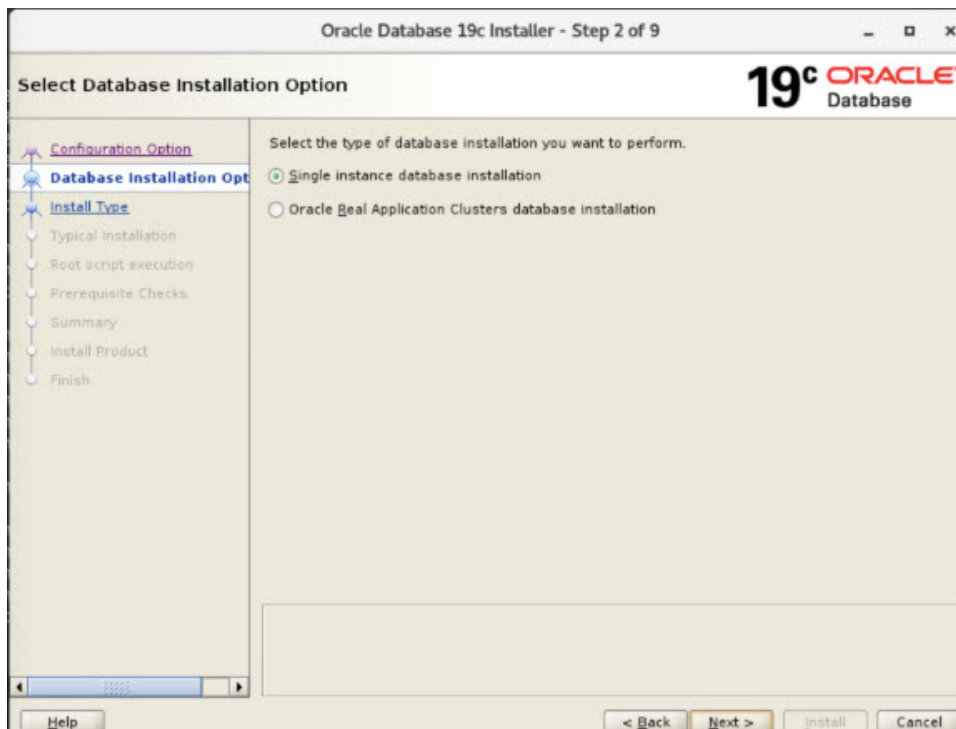 Oracle Database 19c Installer - Step 2 of 9
Select Database Installation Option
19c ORACLE
Database
Configuration Option
Database Installation Opt
Install Type
Typical Installation
Root script execution
Prerequisite Checks
Summary
Install Product
Finish
Select the type of database installation you want to perform.
Single instance database installation
Oracle Real Application Clusters database installation
Help
< Back
Next >
Install
Cancel